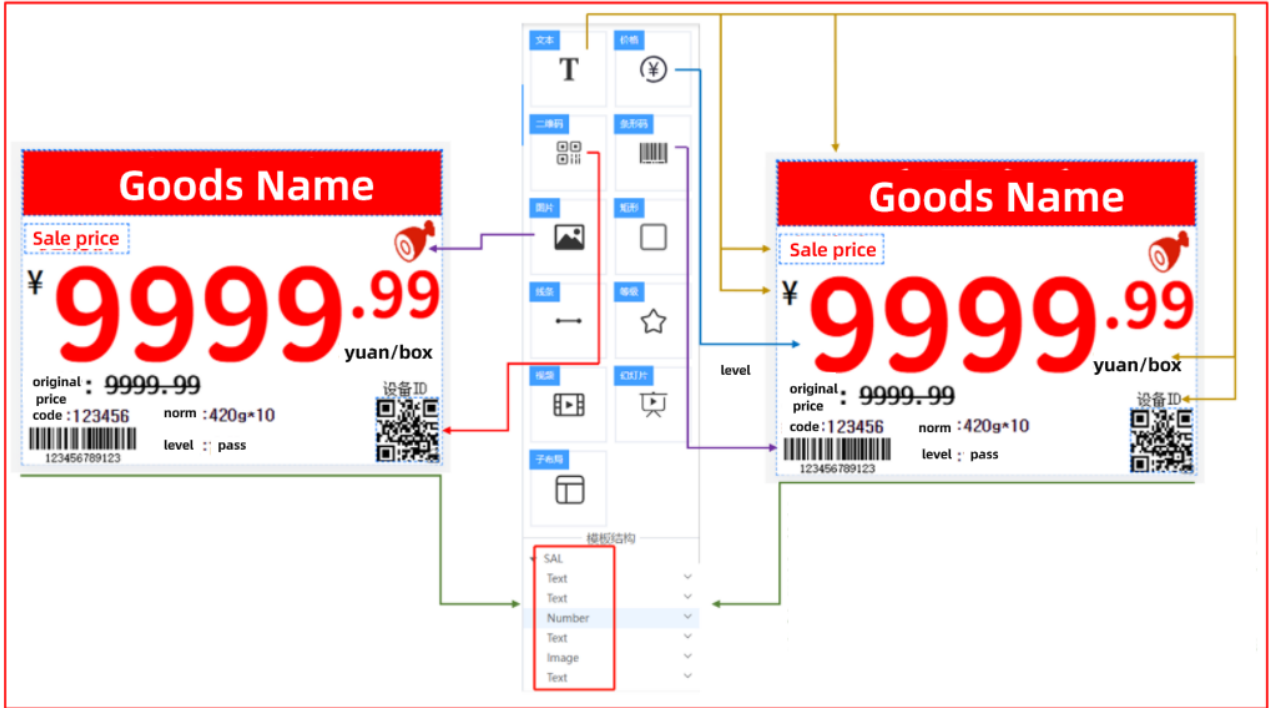 Goods Name
Sale price
¥
9999.99
yuan/box
original price : 9999.99
设备ID
code:123456
norm:420g*10
123456789123
level : pass
文本
价格
T
¥
二维码
条形码
图片
矩形
线条
等级
视频
幻灯片
子布局
模板结构
SAL
Text
Text
Number
Text
Image
Text
level
Goods Name
Sale price
¥
9999.99
yuan/box
original price : 9999.99
设备ID
code:123456
norm:420g*10
123456789123
level : pass